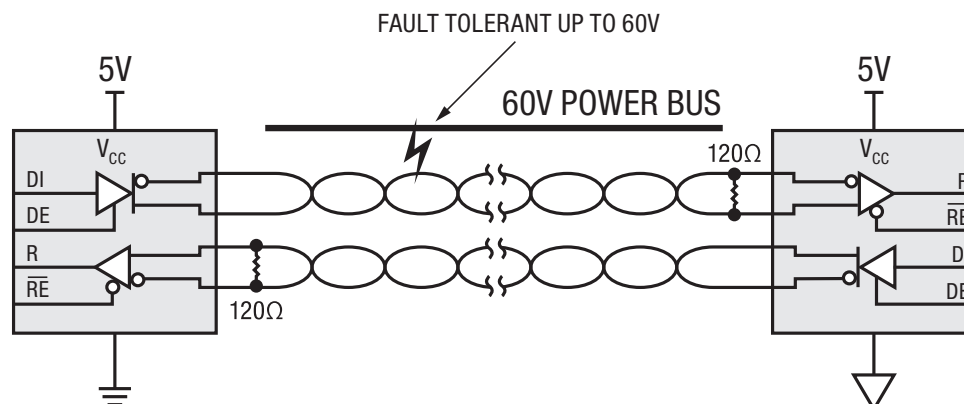 FAULT TOLERANT UP TO 60V
5V
5V
60V POWER BUS
VCC
120Ω
VCC
DI
DE
R
RE
120Ω
RE
D
DE